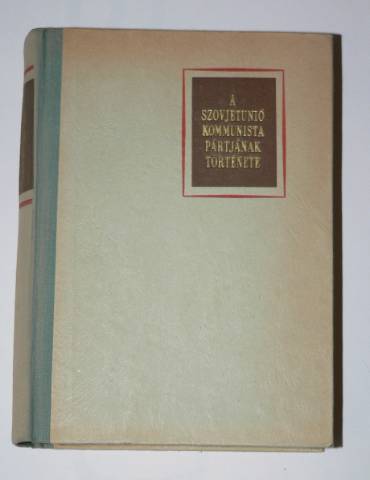 A
SZOVJETUNIÓ
KOMMUNISTA
PÁRTJÁNAK
TÖRTÉNETE